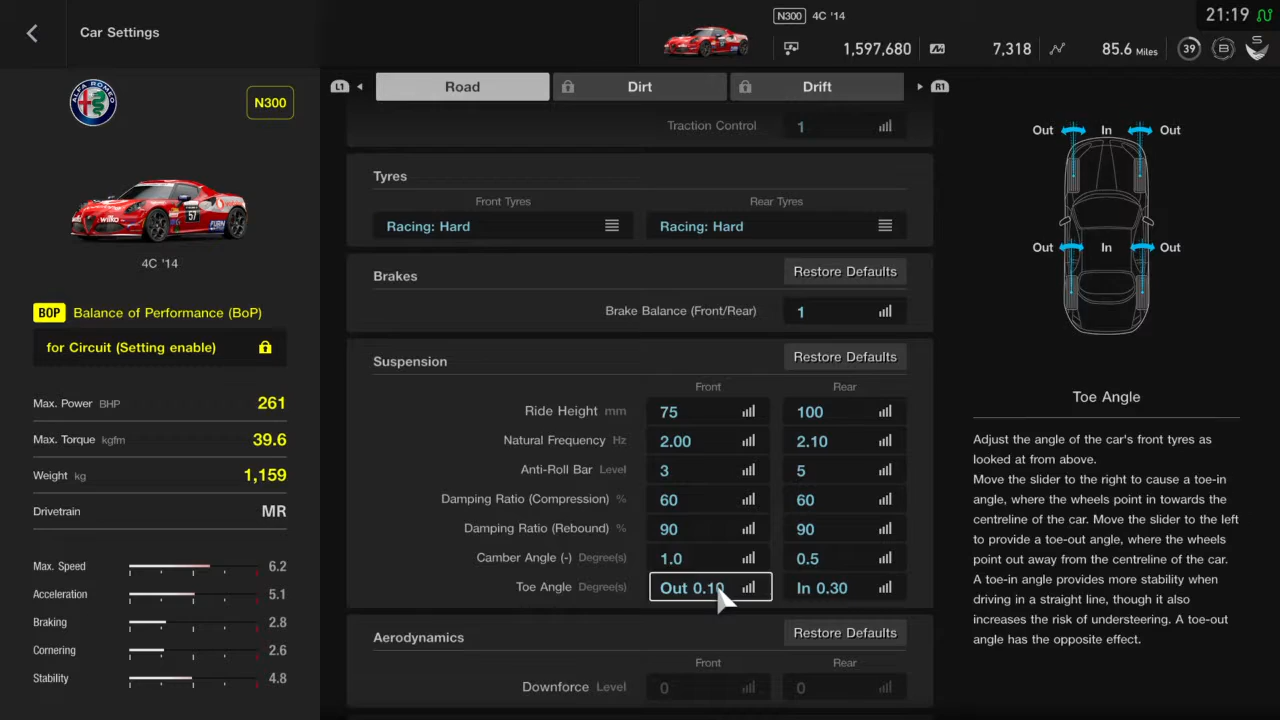 Car Settings
N300 4C '14
21:19
1,597,680
7,318
85.6 Miles
39
B
S
ALFA ROMEO
N300
4C '14
BOP Balance of Performance (BoP)
for Circuit (Setting enable)
Max. Power BHP 261
Max. Torque kgfm 39.6
Weight kg 1,159
Drivetrain MR
Max. Speed 6.2
Acceleration 5.1
Braking 2.8
Cornering 2.6
Stability 4.8
L1 Road Dirt Drift R1
Traction Control 1
Tyres
Front Tyres Rear Tyres
Racing: Hard Racing: Hard
Brakes Restore Defaults
Brake Balance (Front/Rear) 1
Suspension Restore Defaults
Front Rear
Ride Height mm 75 100
Natural Frequency Hz 2.00 2.10
Anti-Roll Bar Level 3 5
Damping Ratio (Compression) % 60 60
Damping Ratio (Rebound) % 90 90
Camber Angle (-) Degree(s) 1.0 0.5
Toe Angle Degree(s) Out 0.10 In 0.30
Aerodynamics Restore Defaults
Front Rear
Downforce Level 0 0
Out In Out
Out In Out
Toe Angle
Adjust the angle of the car's front tyres as
looked at from above.
Move the slider to the right to cause a toe-in
angle, where the wheels point in towards the
centreline of the car. Move the slider to the left
to provide a toe-out angle, where the wheels
point out away from the centreline of the car.
A toe-in angle provides more stability when
driving in a straight line, though it also
increases the risk of understeering. A toe-out
angle has the opposite effect.